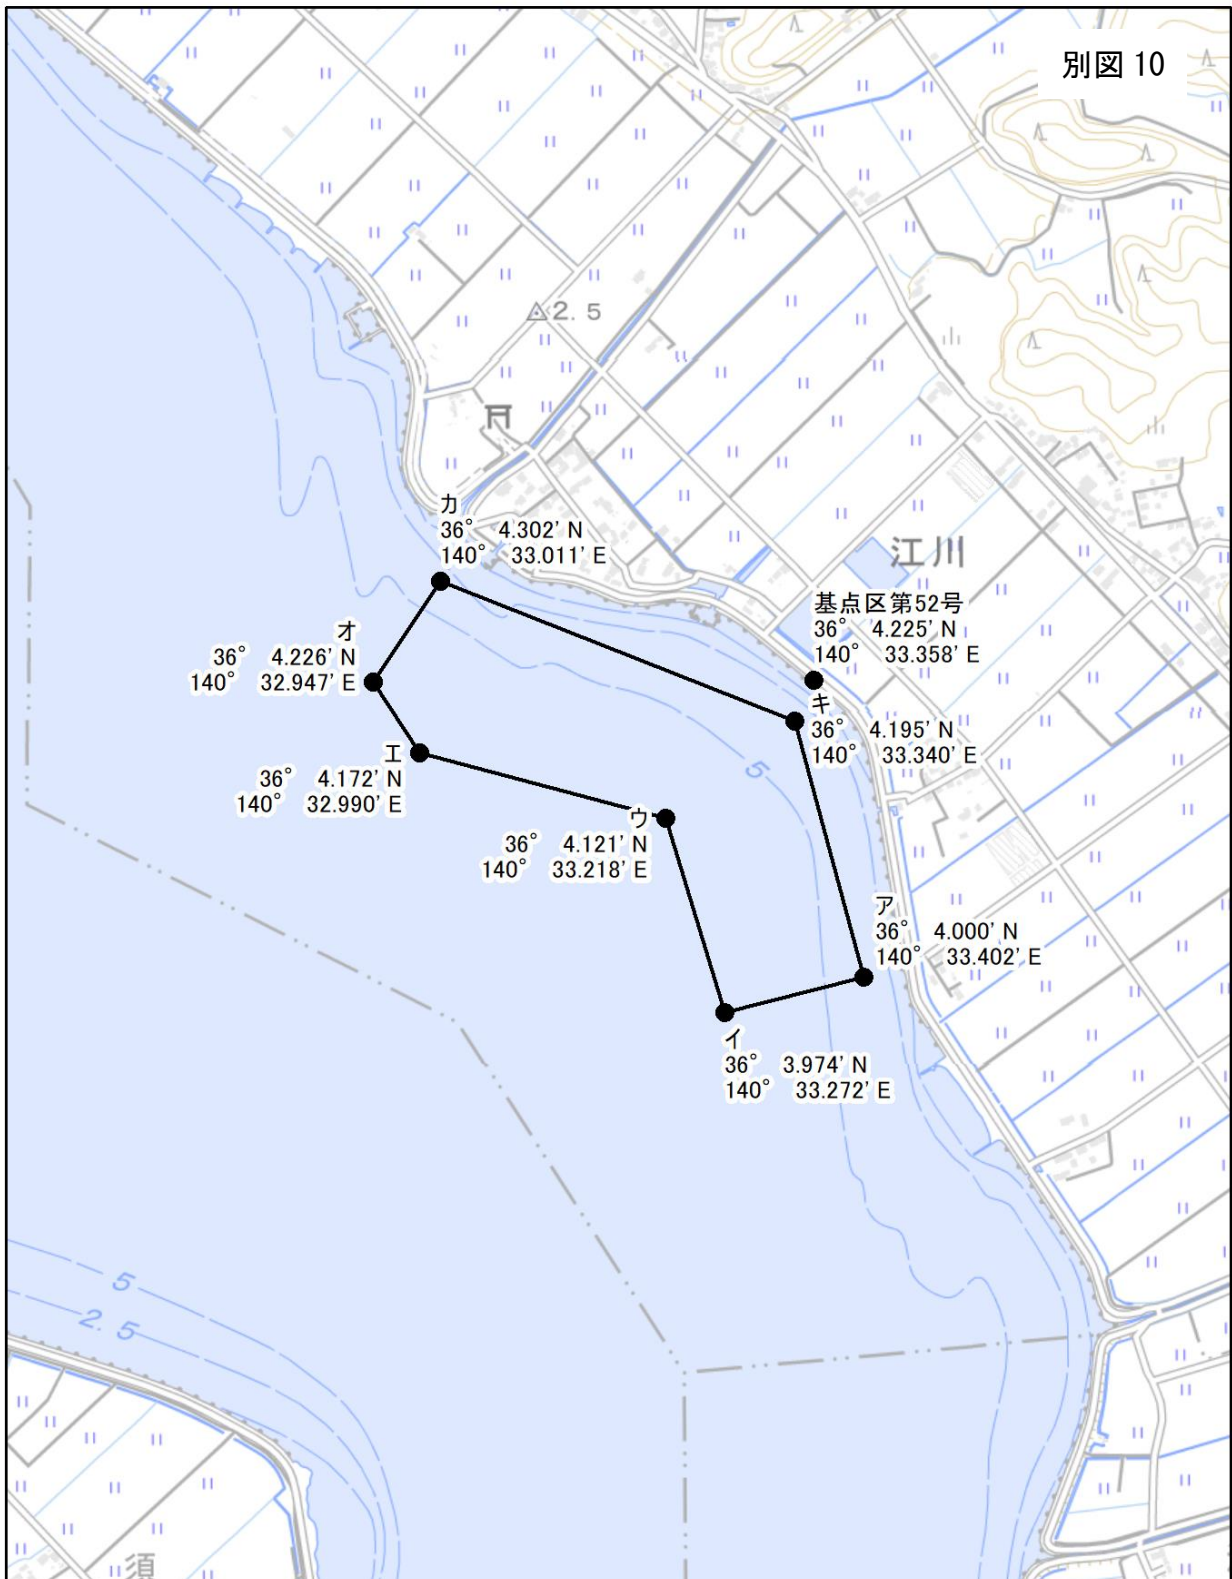 別図 10
2.5
江川
カ
36° 4.302' N
140° 33.011' E
基点区第52号
36° 4.225' N
140° 33.358' E
オ
36° 4.226' N
140° 32.947' E
キ
36° 4.195' N
140° 33.340' E
エ
36° 4.172' N
140° 32.990' E
5
ウ
36° 4.121' N
140° 33.218' E
ア
36° 4.000' N
140° 33.402' E
イ
36° 3.974' N
140° 33.272' E
5
2.5
須